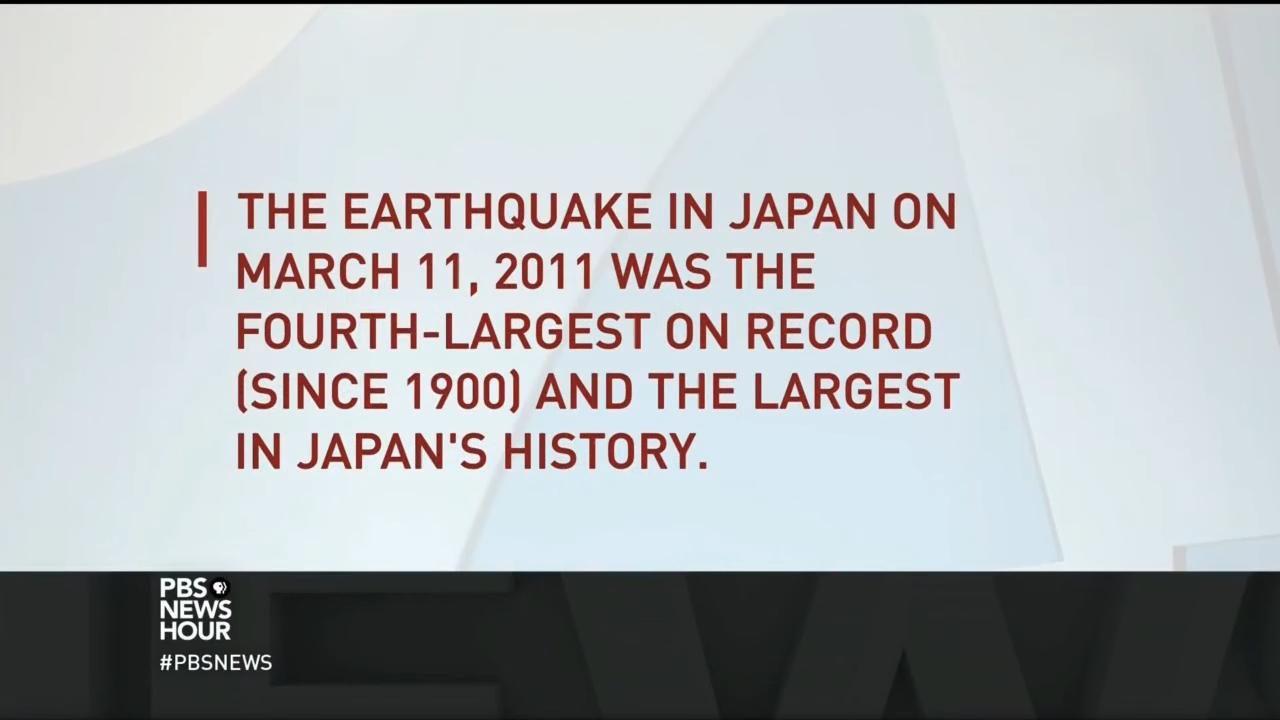 THE EARTHQUAKE IN JAPAN ON
MARCH 11, 2011 WAS THE
FOURTH-LARGEST ON RECORD
(SINCE 1900) AND THE LARGEST
IN JAPAN'S HISTORY.
PBS
NEWS
HOUR
#PBSNEWS